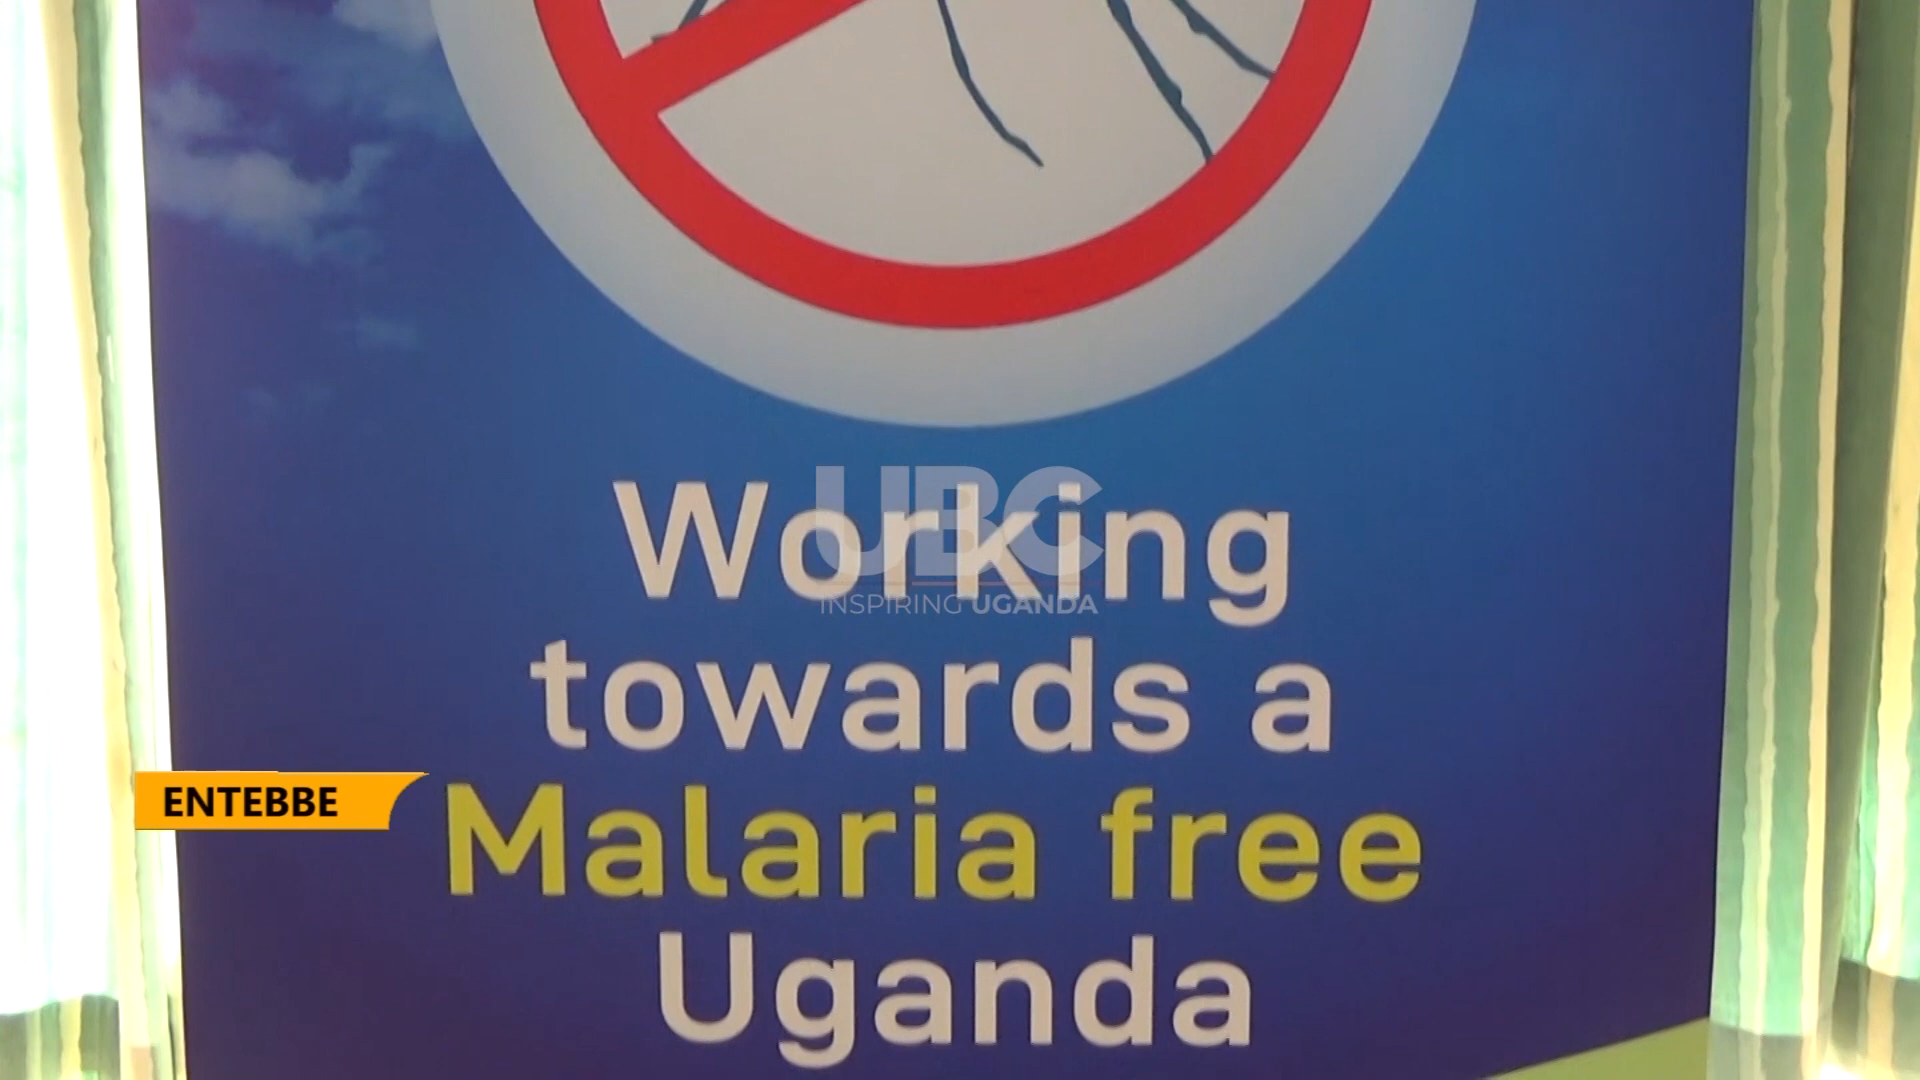 Working
UBC
INSPIRING UGANDA
towards a
ENTEBBE
Malaria free
Uganda